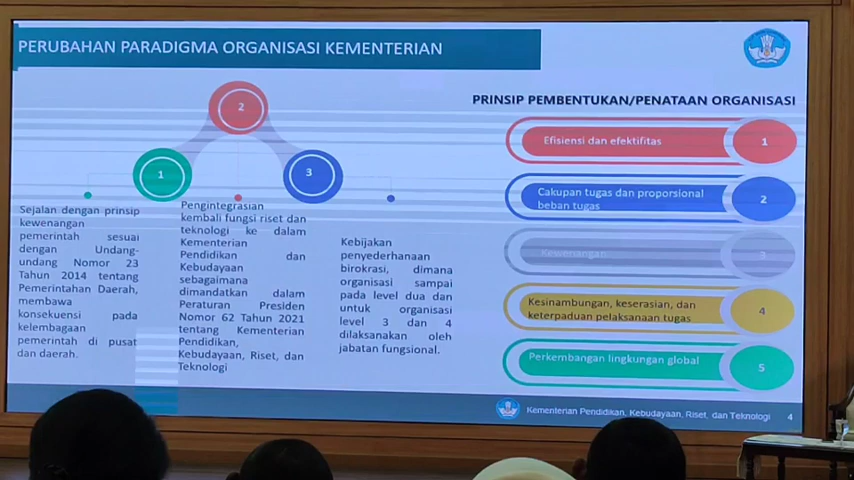 PERUBAHAN PARADIGMA ORGANISASI KEMENTERIAN
2
1
3
Sejalan dengan prinsip
kewenangan
pemerintah sesuai
dengan Undang-
undang Nomor 23
Tahun 2014 tentang
Pemerintahan Daerah,
membawa
konsekuensi pada
kelembagaan
pemerintah di pusat
dan daerah.
Pengintegrasian
kembali fungsi riset dan
teknologi ke dalam
Kementerian
Pendidikan dan
Kebudayaan
sebagaimana
dimandatkan dalam
Peraturan Presiden
Nomor 62 Tahun 2021
tentang Kementerian
Pendidikan,
Kebudayaan, Riset, dan
Teknologi
Kebijakan
penyederhanaan
birokrasi, dimana
organisasi sampai
pada level dua dan
untuk organisasi
level 3 dan 4
dilaksanakan oleh
jabatan fungsional.
PRINSIP PEMBENTUKAN/PENATAAN ORGANISASI
Efisiensi dan efektifitas
1
Cakupan tugas dan proporsional
beban tugas
2
Kewenangan
3
Kesinambungan, keserasian, dan
keterpaduan pelaksanaan tugas
4
Perkembangan lingkungan global
5
Kementerian Pendidikan, Kebudayaan, Riset, dan Teknologi 4